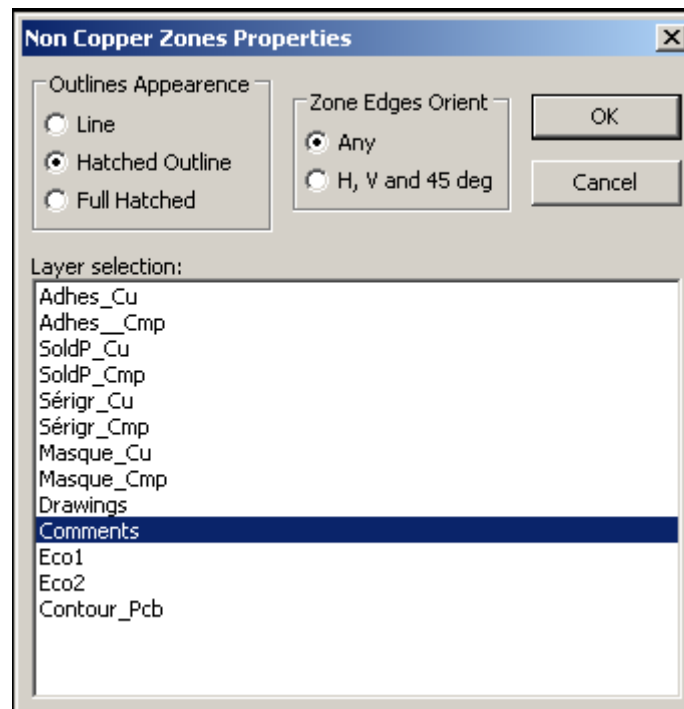 Non Copper Zones Properties
Outlines Appearence
Line
Hatched Outline
Full Hatched
Zone Edges Orient
Any
H, V and 45 deg
OK
Cancel
Layer selection:
Adhes_Cu
Adhes__Cmp
SoldP_Cu
SoldP_Cmp
Sérigr_Cu
Sérigr_Cmp
Masque_Cu
Masque_Cmp
Drawings
Comments
Eco1
Eco2
Contour_Pcb